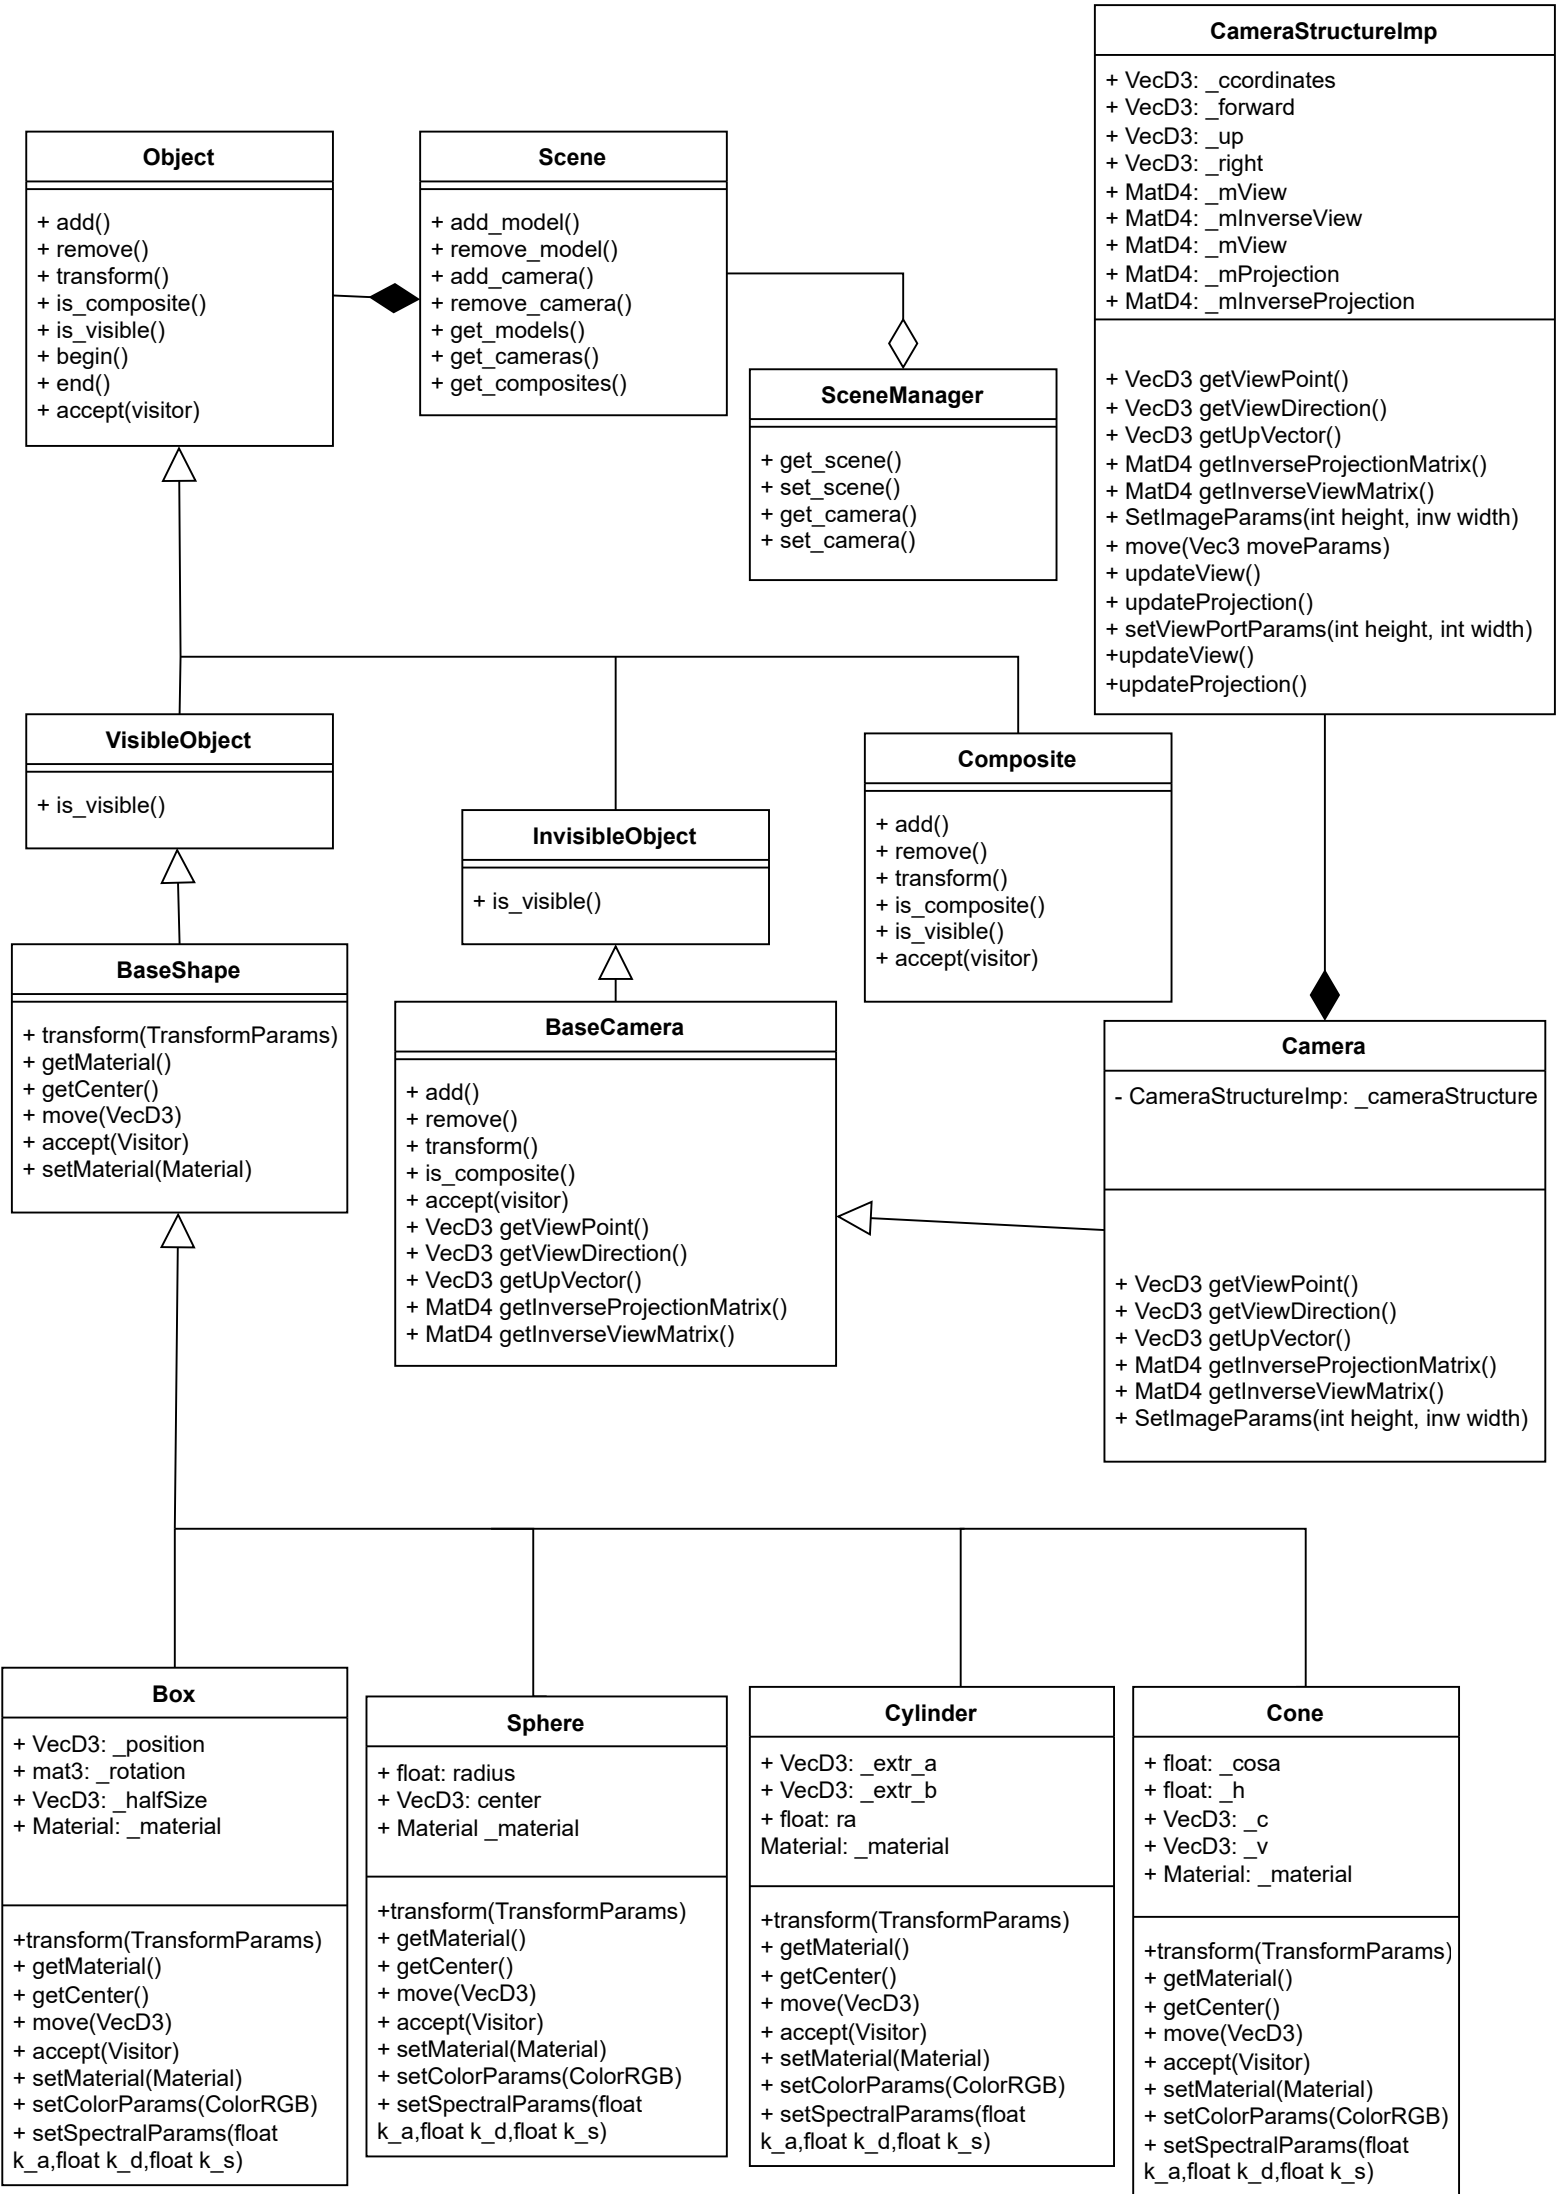 CameraStructureImp
+ VecD3: _ccordinates
+ VecD3: _forward
+ VecD3: _up
+ VecD3: _right
+ MatD4: _mView
+ MatD4: _mInverseView
+ MatD4: _mView
+ MatD4: _mProjection
+ MatD4: _mInverseProjection
+ VecD3 getViewPoint()
+ VecD3 getViewDirection()
+ VecD3 getUpVector()
+ MatD4 getInverseProjectionMatrix()
+ MatD4 getInverseViewMatrix()
+ SetImageParams(int height, inw width)
+ move(Vec3 moveParams)
+ updateView()
+ updateProjection()
+ setViewPortParams(int height, int width)
+updateView()
+updateProjection()
Object
+ add()
+ remove()
+ transform()
+ is_composite()
+ is_visible()
+ begin()
+ end()
+ accept(visitor)
Scene
+ add_model()
+ remove_model()
+ add_camera()
+ remove_camera()
+ get_models()
+ get_cameras()
+ get_composites()
SceneManager
+ get_scene()
+ set_scene()
+ get_camera()
+ set_camera()
VisibleObject
+ is_visible()
InvisibleObject
+ is_visible()
Composite
+ add()
+ remove()
+ transform()
+ is_composite()
+ is_visible()
+ accept(visitor)
BaseShape
+ transform(TransformParams)
+ getMaterial()
+ getCenter()
+ move(VecD3)
+ accept(Visitor)
+ setMaterial(Material)
BaseCamera
+ add()
+ remove()
+ transform()
+ is_composite()
+ accept(visitor)
+ VecD3 getViewPoint()
+ VecD3 getViewDirection()
+ VecD3 getUpVector()
+ MatD4 getInverseProjectionMatrix()
+ MatD4 getInverseViewMatrix()
Camera
- CameraStructureImp: _cameraStructure
+ VecD3 getViewPoint()
+ VecD3 getViewDirection()
+ VecD3 getUpVector()
+ MatD4 getInverseProjectionMatrix()
+ MatD4 getInverseViewMatrix()
+ SetImageParams(int height, inw width)
Box
+ VecD3: _position
+ mat3: _rotation
+ VecD3: _halfSize
+ Material: _material
+transform(TransformParams)
+ getMaterial()
+ getCenter()
+ move(VecD3)
+ accept(Visitor)
+ setMaterial(Material)
+ setColorParams(ColorRGB)
+ setSpectralParams(float
k_a,float k_d,float k_s)
Sphere
+ float: radius
+ VecD3: center
+ Material _material
+transform(TransformParams)
+ getMaterial()
+ getCenter()
+ move(VecD3)
+ accept(Visitor)
+ setMaterial(Material)
+ setColorParams(ColorRGB)
+ setSpectralParams(float
k_a,float k_d,float k_s)
Cylinder
+ VecD3: _extr_a
+ VecD3: _extr_b
+ float: ra
Material: _material
+transform(TransformParams)
+ getMaterial()
+ getCenter()
+ move(VecD3)
+ accept(Visitor)
+ setMaterial(Material)
+ setColorParams(ColorRGB)
+ setSpectralParams(float
k_a,float k_d,float k_s)
Cone
+ float: _cosa
+ float: _h
+ VecD3: _c
+ VecD3: _v
+ Material: _material
+transform(TransformParams)
+ getMaterial()
+ getCenter()
+ move(VecD3)
+ accept(Visitor)
+ setMaterial(Material)
+ setColorParams(ColorRGB)
+ setSpectralParams(float
k_a,float k_d,float k_s)